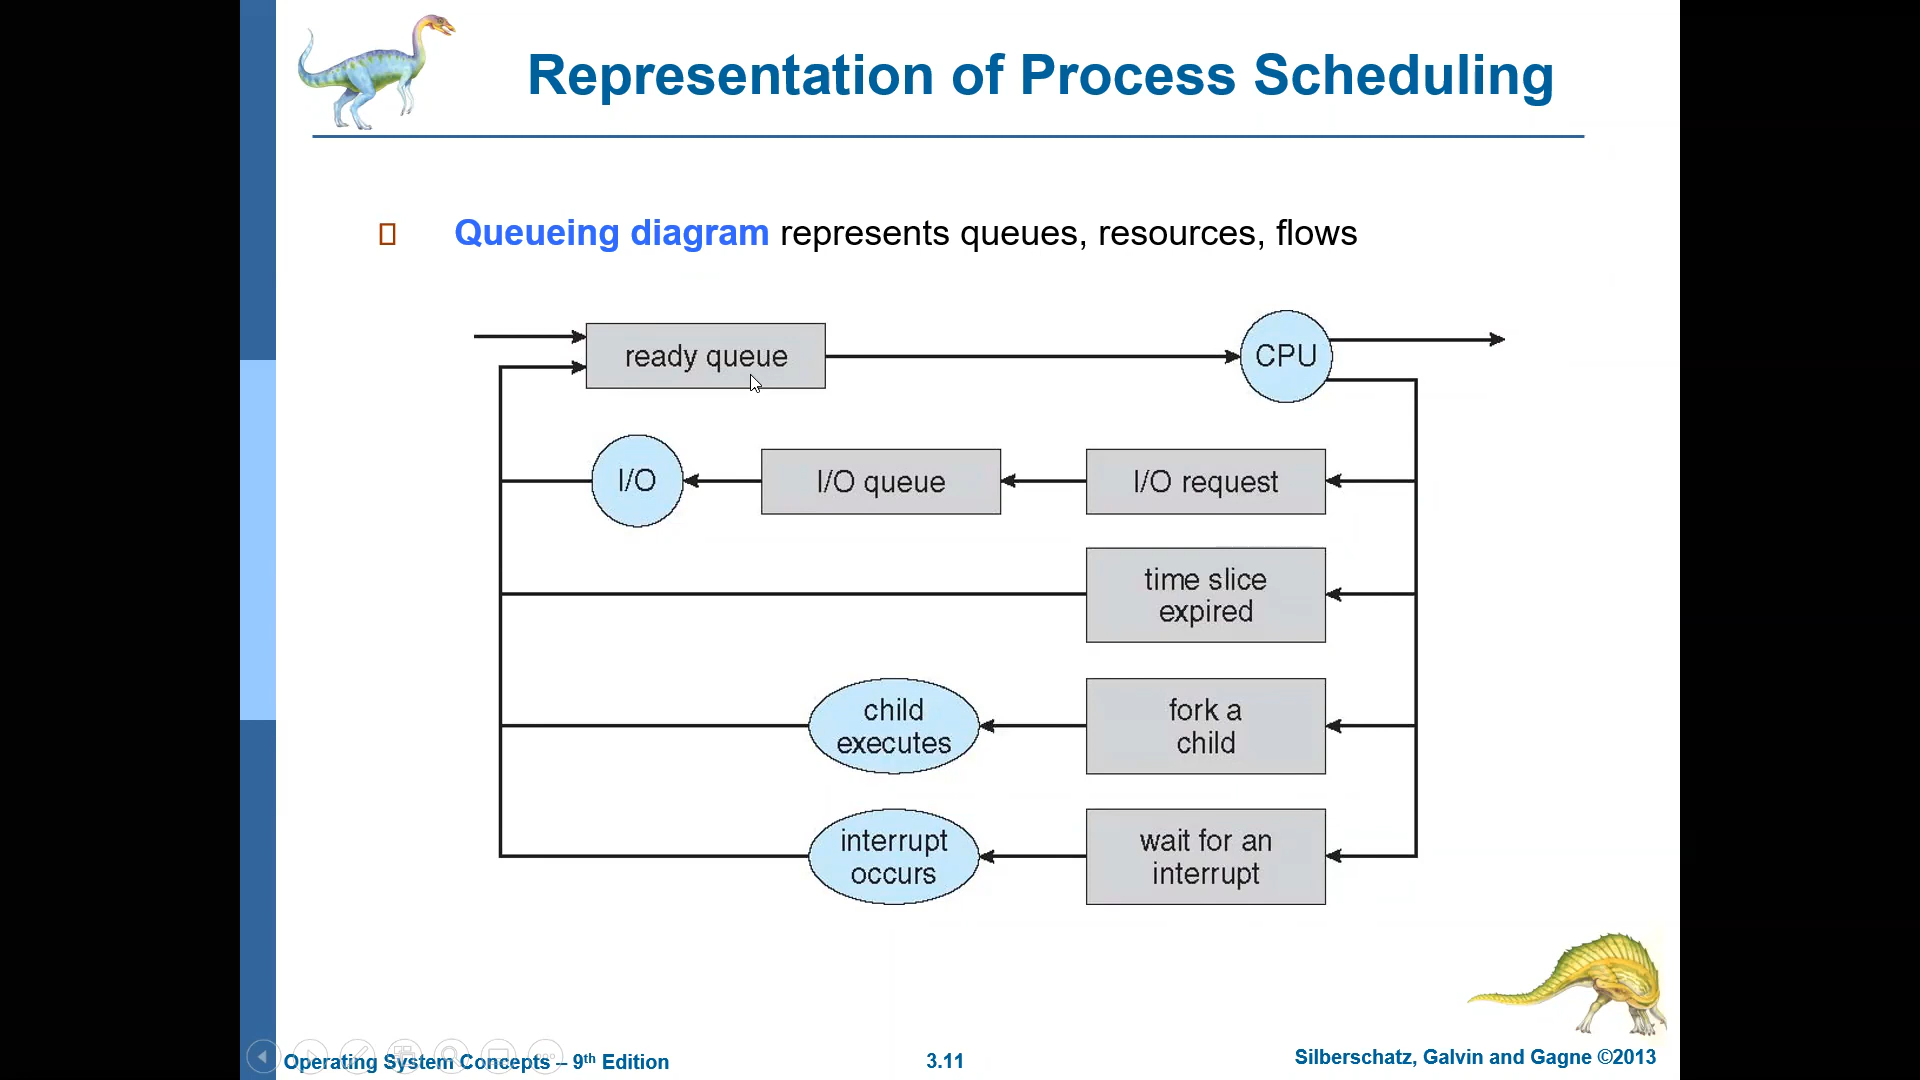 Representation of Process Scheduling
Queueing diagram represents queues, resources, flows
ready queue
CPU
I/O
I/O queue
I/O request
time slice
expired
child
executes
fork a
child
interrupt
occurs
wait for an
interrupt
Operating System Concepts – 9th Edition
3.11
Silberschatz, Galvin and Gagne ©2013